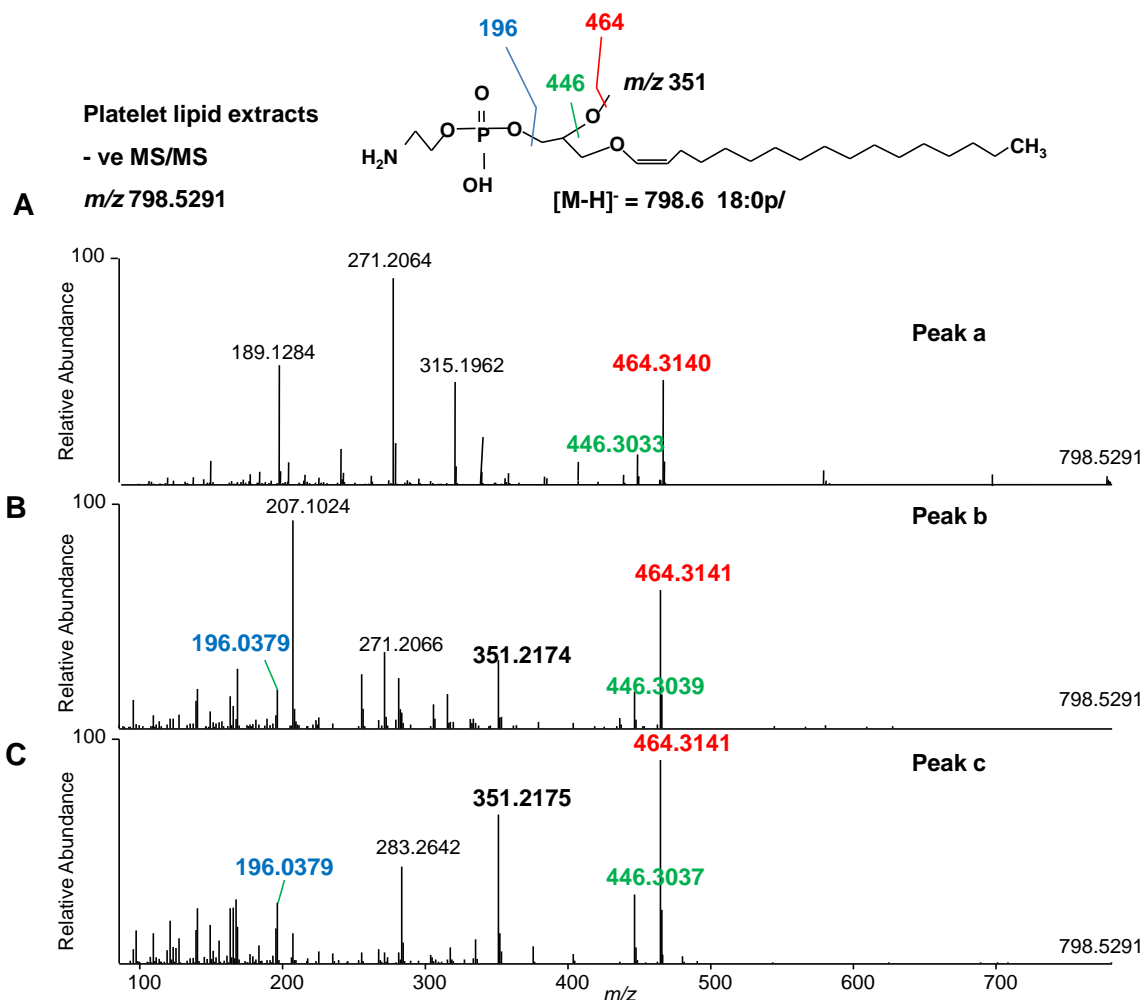 196
464
446
m/z 351
Platelet lipid extracts
- ve MS/MS
m/z 798.5291
O
O
P
O
O
O
H2N
OH
CH3
[M-H]- = 798.6 18:0p/
A
100
Relative Abundance
271.2064
189.1284
315.1962
464.3140
446.3033
Peak a
798.5291
B
100
Relative Abundance
207.1024
196.0379
271.2066
351.2174
464.3141
446.3039
Peak b
798.5291
C
100
Relative Abundance
464.3141
351.2175
283.2642
196.0379
446.3037
Peak c
798.5291
100 200 300 400 500 600 700
m/z